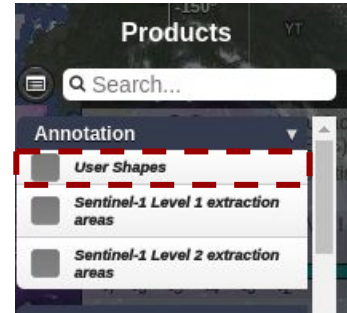 -150°
Products
YT
Search...
Annotation
User Shapes
Sentinel-1 Level 1 extraction
areas
Sentinel-1 Level 2 extraction
areas